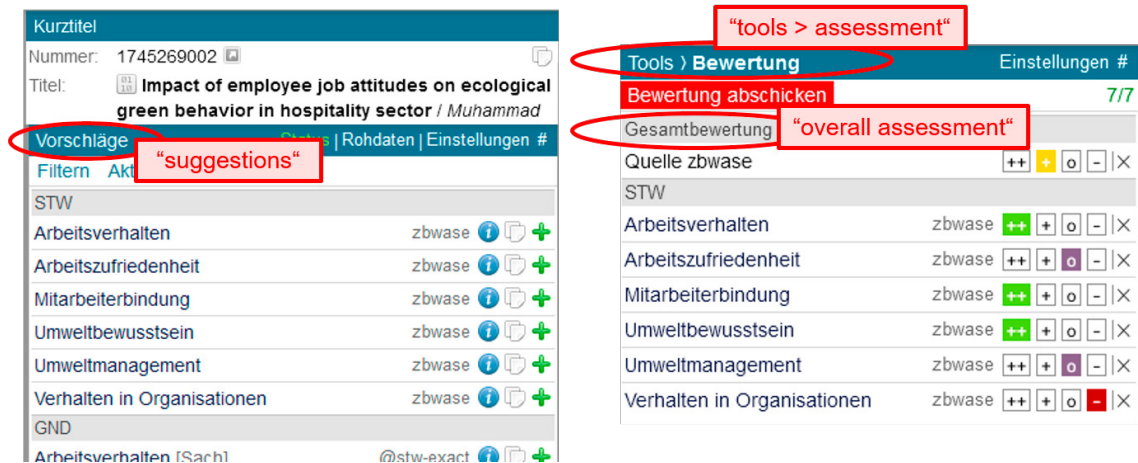 Kurztitel
Nummer: 1745269002
Titel: Impact of employee job attitudes on ecological
green behavior in hospitality sector / Muhammad
Vorschläge | Rohdaten | Einstellungen #
"suggestions"
Filtern
STW
Arbeitsverhalten zbwase
Arbeitszufriedenheit zbwase
Mitarbeiterbindung zbwase
Umweltbewusstsein zbwase
Umweltmanagement zbwase
Verhalten in Organisationen zbwase
GND
Arbeitsverhalten [Sach] @stw-exact
"tools > assessment"
Tools ⟩ Bewertung Einstellungen #
Bewertung abschicken 7/7
Gesamtbewertung
"overall assessment"
Quelle zbwase ++ + o - |×
STW
Arbeitsverhalten zbwase ++ + o - |×
Arbeitszufriedenheit zbwase ++ + o - |×
Mitarbeiterbindung zbwase ++ + o - |×
Umweltbewusstsein zbwase ++ + o - |×
Umweltmanagement zbwase ++ + o - |×
Verhalten in Organisationen zbwase ++ + o - |×